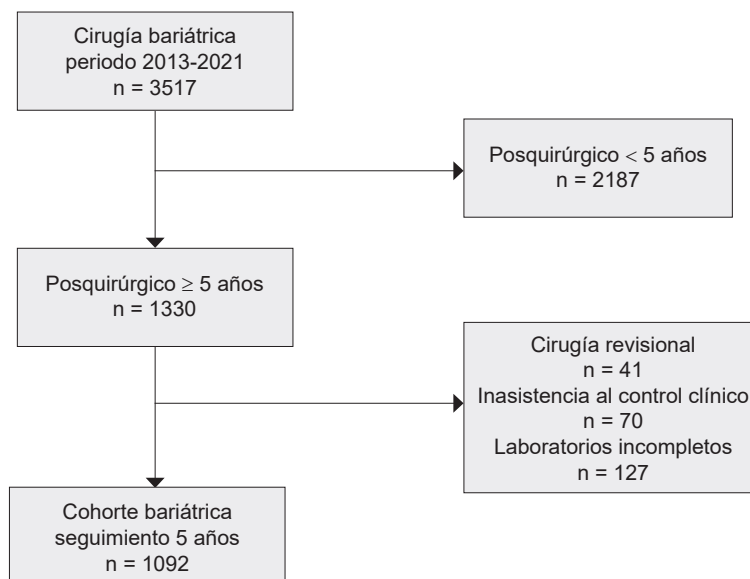 Cirugía bariátrica
periodo 2013-2021
n = 3517
Posquirúrgico < 5 años
n = 2187
Posquirúrgico ≥ 5 años
n = 1330
Cirugía revisional
n = 41
Inasistencia al control clínico
n = 70
Laboratorios incompletos
n = 127
Cohorte bariátrica
seguimiento 5 años
n = 1092